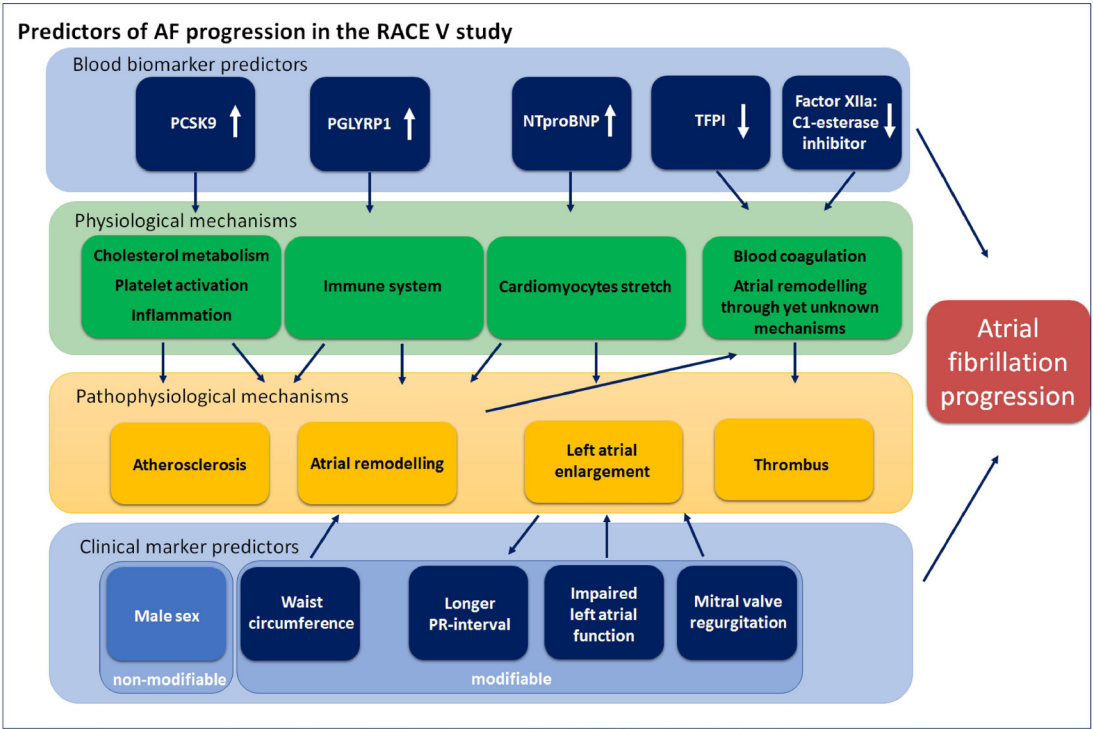 Predictors of AF progression in the RACE V study
Blood biomarker predictors
PCSK9
PGLYRP1
NTproBNP
TFPI
Factor XIIa:
C1-esterase
inhibitor
Physiological mechanisms
Cholesterol metabolism
Platelet activation
Inflammation
Immune system
Cardiomyocytes stretch
Blood coagulation
Atrial remodelling
through yet unknown
mechanisms
Atrial
fibrillation
progression
Pathophysiological mechanisms
Atherosclerosis
Atrial remodelling
Left atrial
enlargement
Thrombus
Clinical marker predictors
Male sex
Waist
circumference
Longer
PR-interval
Impaired
left atrial
function
Mitral valve
regurgitation
non-modifiable
modifiable